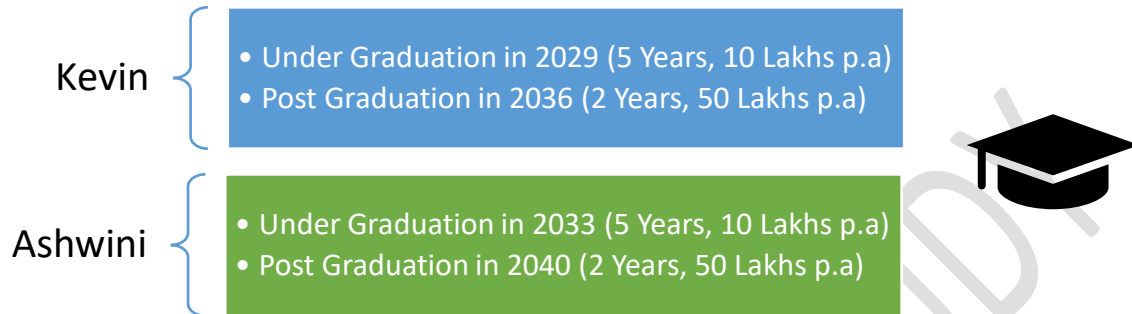 Kevin
• Under Graduation in 2029 (5 Years, 10 Lakhs p.a)
• Post Graduation in 2036 (2 Years, 50 Lakhs p.a)
Ashwini
• Under Graduation in 2033 (5 Years, 10 Lakhs p.a)
• Post Graduation in 2040 (2 Years, 50 Lakhs p.a)